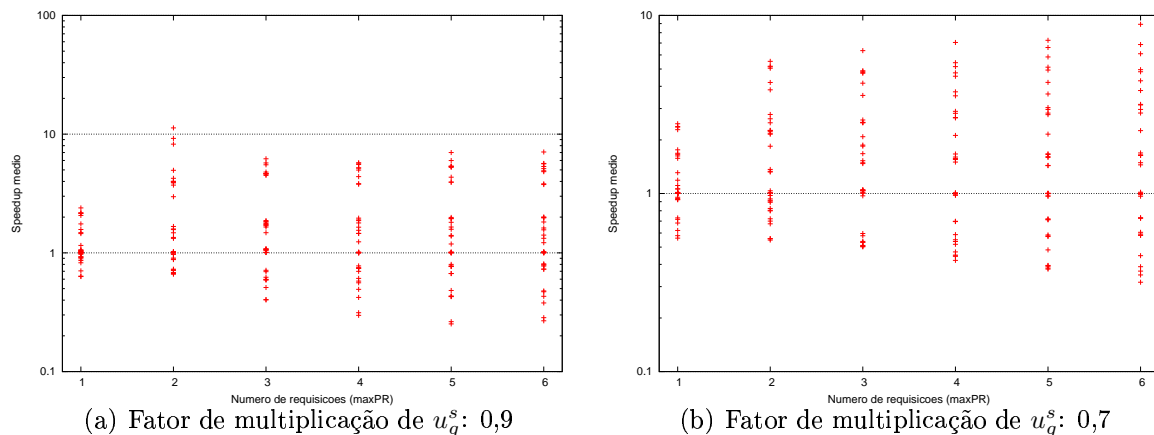 100
10
1
0.1
Speedup medio
1 2 3 4 5 6
Numero de requisicoes (maxPR)
(a) Fator de multiplicação de u_q^s: 0,9
10
1
0.1
Speedup medio
1 2 3 4 5 6
Numero de requisicoes (maxPR)
(b) Fator de multiplicação de u_q^s: 0,7